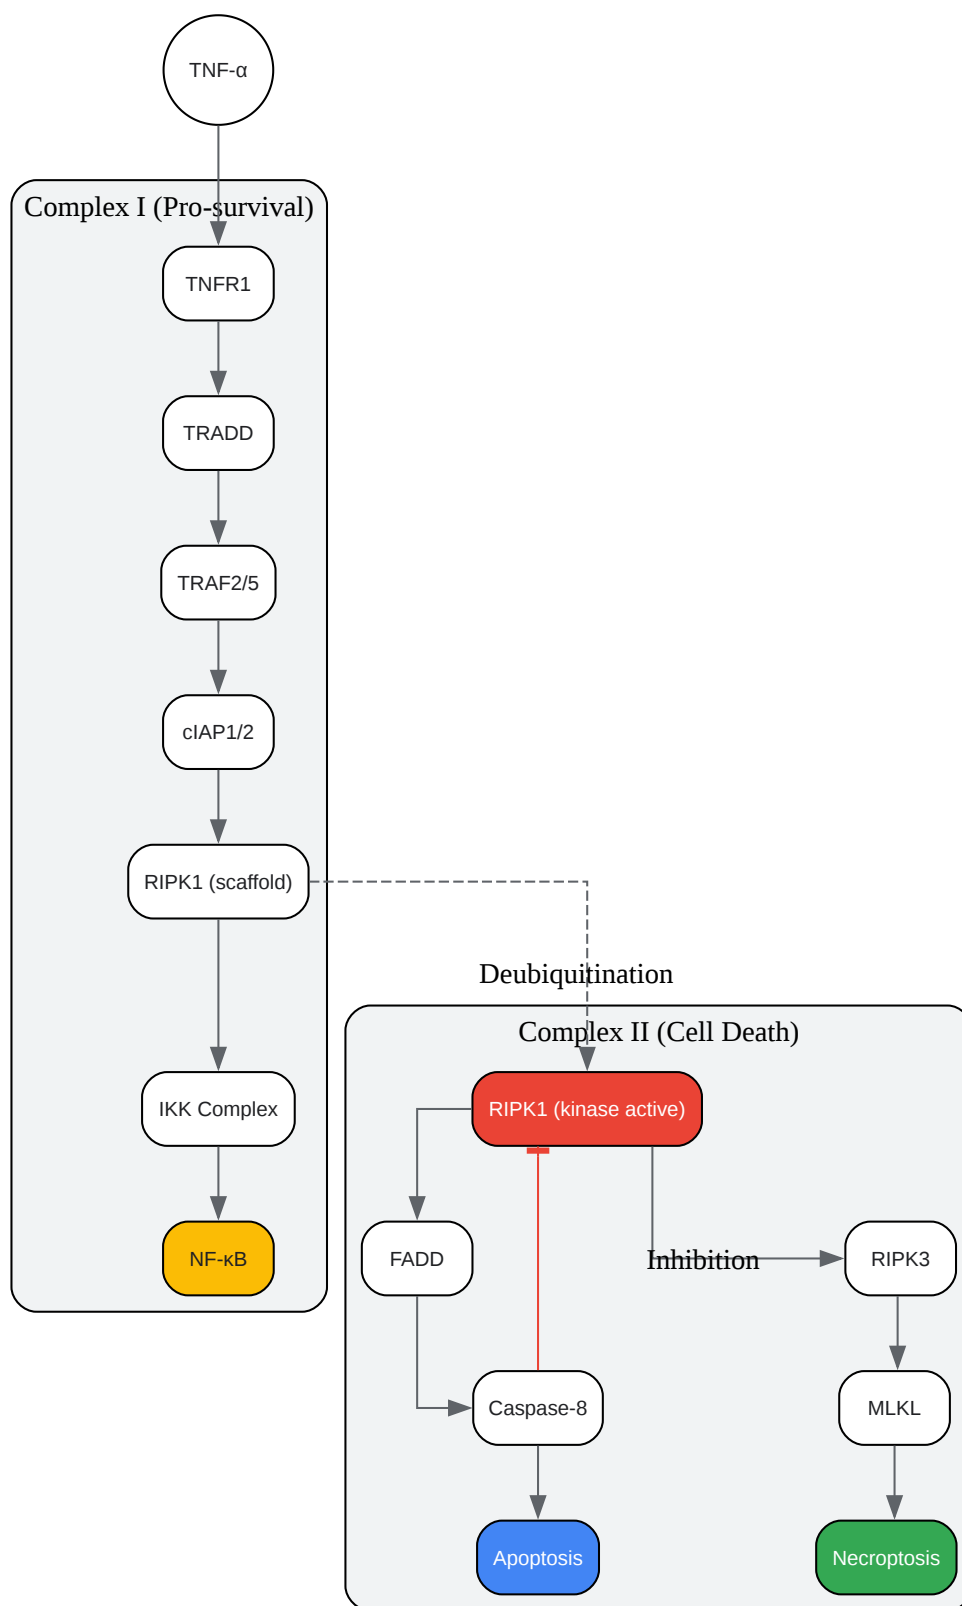 TNF-α
Complex I (Pro-survival)
TNFR1
TRADD
TRAF2/5
cIAP1/2
RIPK1 (scaffold)
Deubiquitination
Complex II (Cell Death)
IKK Complex
RIPK1 (kinase active)
NF-κB
FADD
Inhibition
RIPK3
Caspase-8
MLKL
Apoptosis
Necroptosis